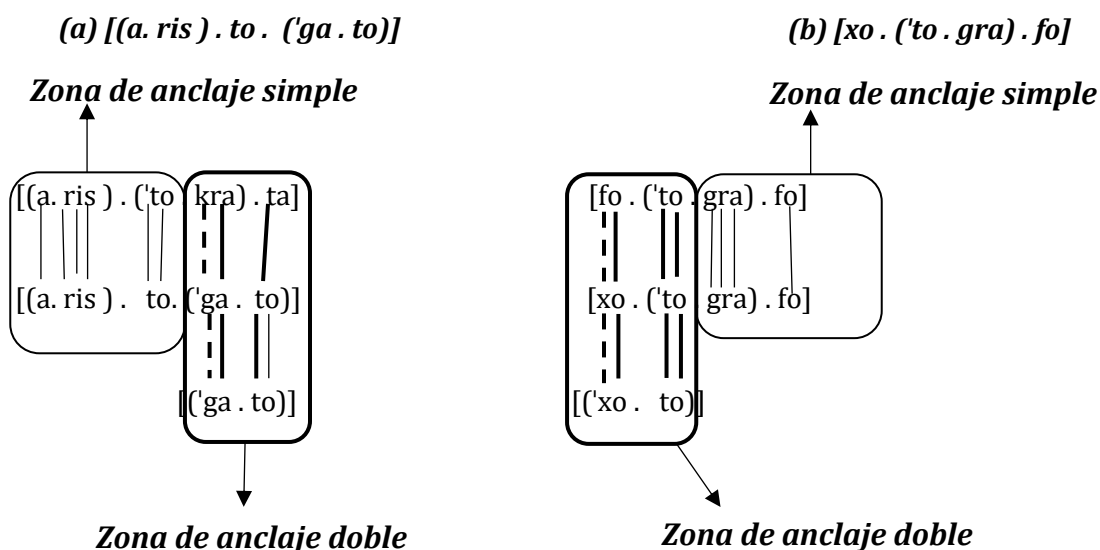 (a) [(a. ris ) . to . ('ga . to)]
Zona de anclaje simple
[(a. ris ) . ('to . kra) . ta]
[(a. ris ) . to. ('ga . to)]
[('ga . to)]
Zona de anclaje doble
(b) [xo . ('to . gra) . fo]
Zona de anclaje simple
[fo . ('to . gra) . fo]
[xo . ('to . gra) . fo]
[('xo . to)]
Zona de anclaje doble